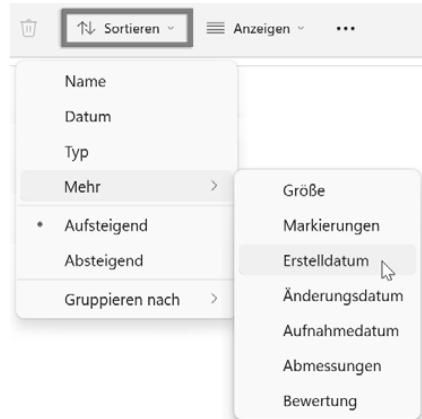 Sortieren Anzeigen
Name
Datum
Typ
Mehr
Aufsteigend
Absteigend
Gruppieren nach
Größe
Markierungen
Erstelldatum
Änderungsdatum
Aufnahmedatum
Abmessungen
Bewertung